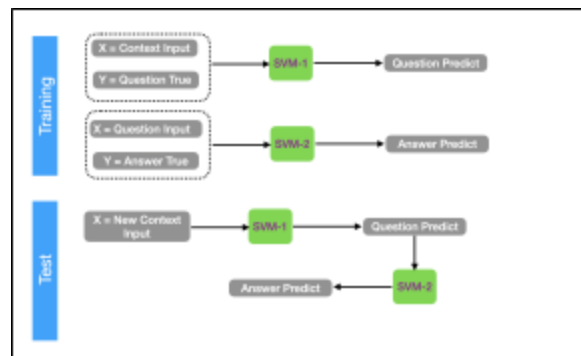 Training
X = Context Input
Y = Question True
SVM-1
Question Predict
X = Question Input
Y = Answer True
SVM-2
Answer Predict
Test
X = New Context
Input
SVM-1
Question Predict
SVM-2
Answer Predict